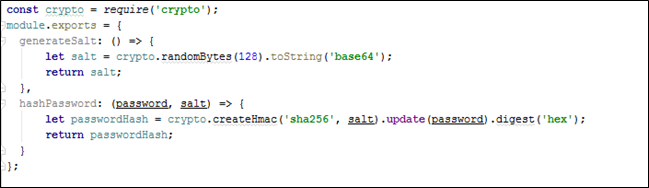 const crypto = require('crypto');
module.exports = {
generateSalt: () => {
let salt = crypto.randomBytes(128).toString('base64');
return salt;
},
hashPassword: (password, salt) => {
let passwordHash = crypto.createHmac('sha256', salt).update(password).digest('hex');
return passwordHash;
}
};